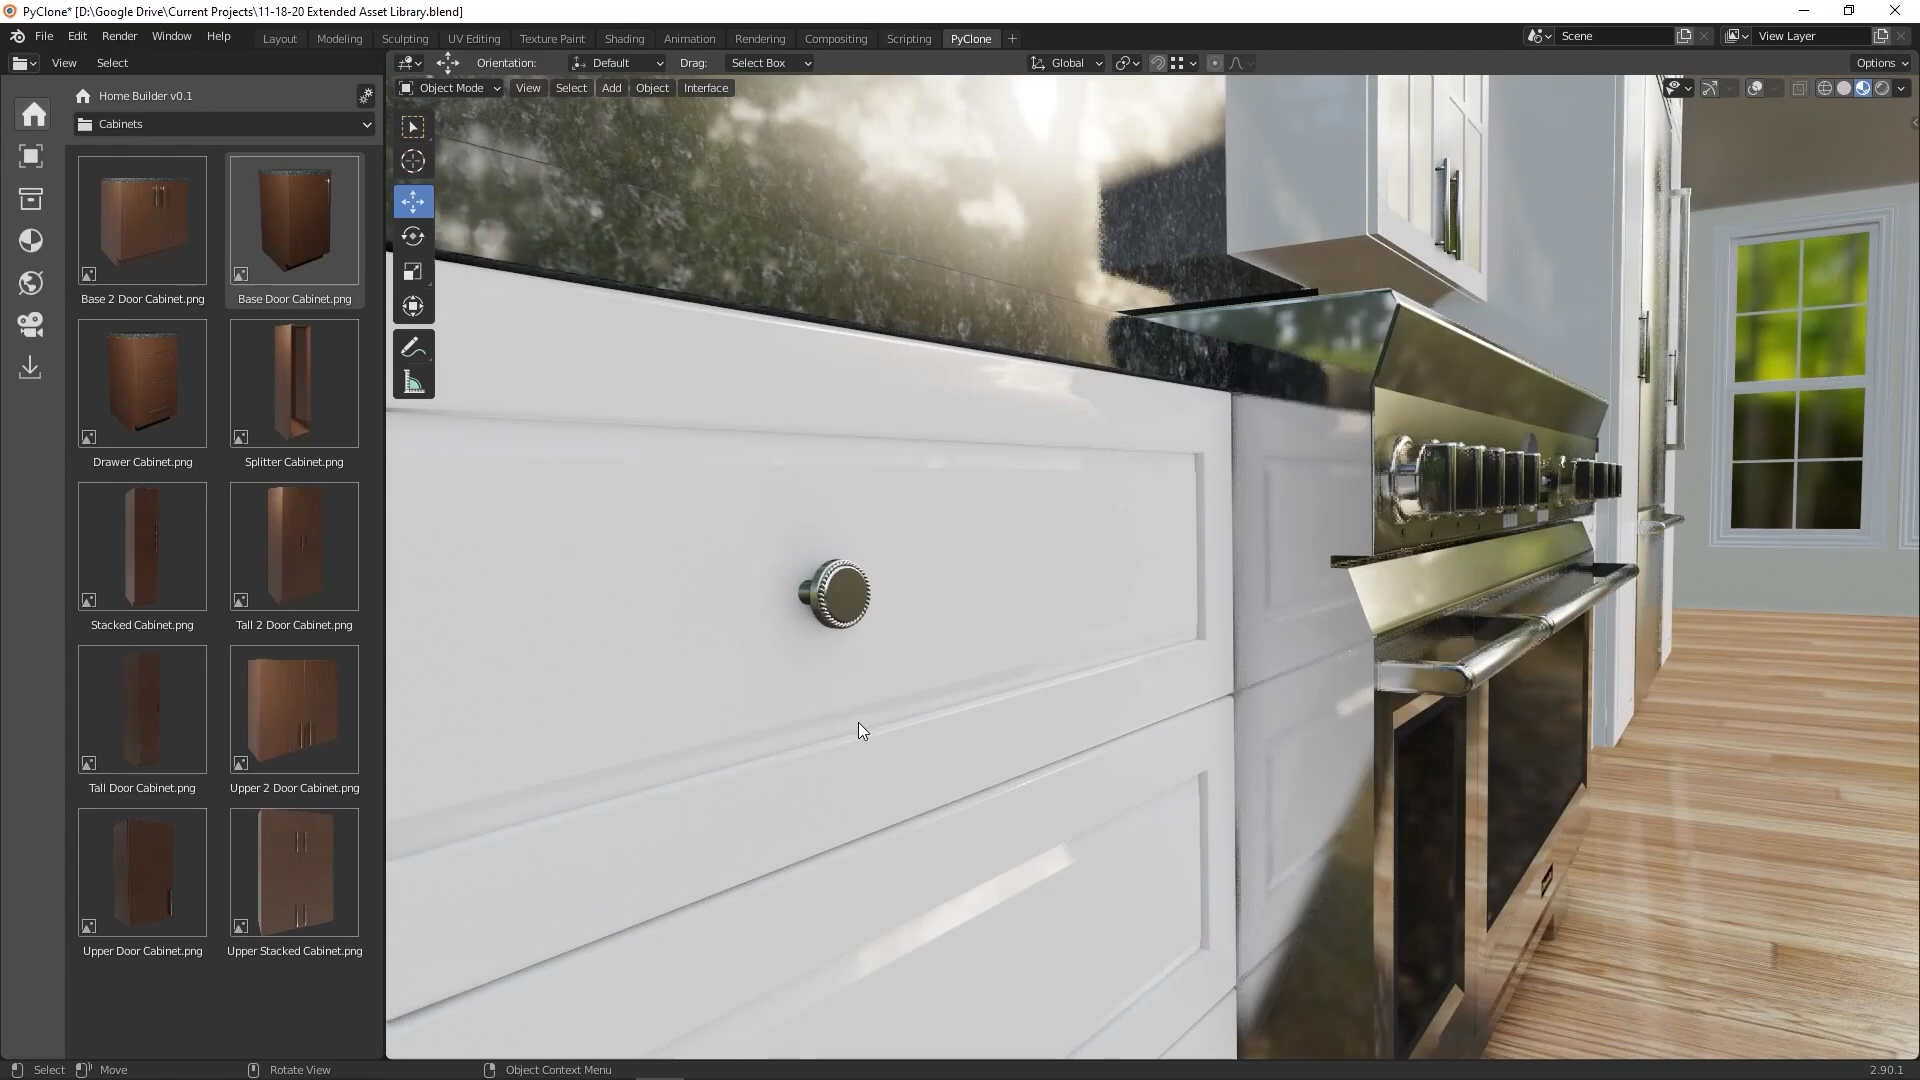 PyClone* [D:\Google Drive\Current Projects\11-18-20 Extended Asset Library.blend]
File Edit Render Window Help Layout Modeling Sculpting UV Editing Texture Paint Shading Animation Rendering Compositing Scripting PyClone + Scene View Layer
View Select Orientation: Default Drag: Select Box Global Options
Object Mode View Select Add Object Interface
Home Builder v0.1
Cabinets
Base 2 Door Cabinet.png Base Door Cabinet.png
Drawer Cabinet.png Splitter Cabinet.png
Stacked Cabinet.png Tall 2 Door Cabinet.png
Tall Door Cabinet.png Upper 2 Door Cabinet.png
Upper Door Cabinet.png Upper Stacked Cabinet.png
Select Move Rotate View Object Context Menu 2.90.1